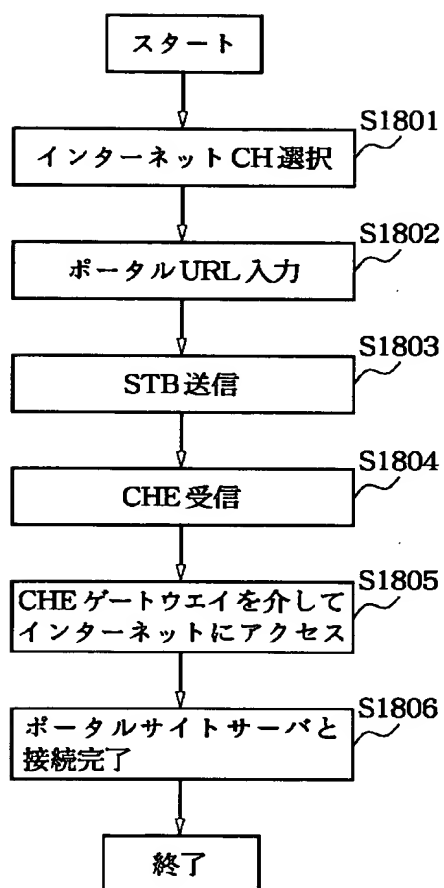 スタート
S1801
インターネットCH選択
S1802
ポータルURL入力
S1803
STB送信
S1804
CHE受信
S1805
CHEゲートウエイを介して
インターネットにアクセス
S1806
ポータルサイトサーバと
接続完了
終了